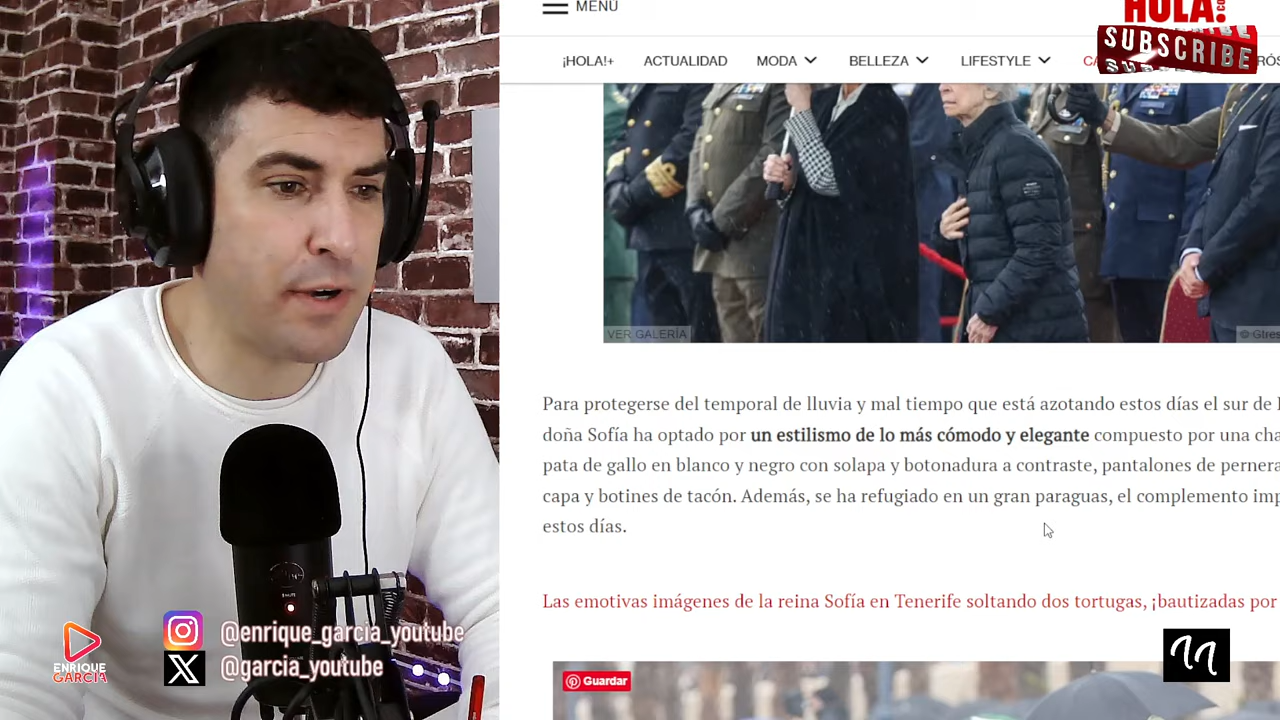 MENÚ
HOLA!
SUBSCRIBE
¡HOLA!+ ACTUALIDAD MODA BELLEZA LIFESTYLE
VER GALERÍA
Para protegerse del temporal de lluvia y mal tiempo que está azotando estos días el sur de
doña Sofía ha optado por un estilismo de lo más cómodo y elegante compuesto por una
pata de gallo en blanco y negro con solapa y botonadura a contraste, pantalones de
capa y botines de tacón. Además, se ha refugiado en un gran paraguas, el complemento
estos días.
Las emotivas imágenes de la reina Sofía en Tenerife soltando dos tortugas, ¡bautizadas por
Guardar
ENRIQUE
GARCÍA
@enrique_garcia_youtube
@garcia_youtube